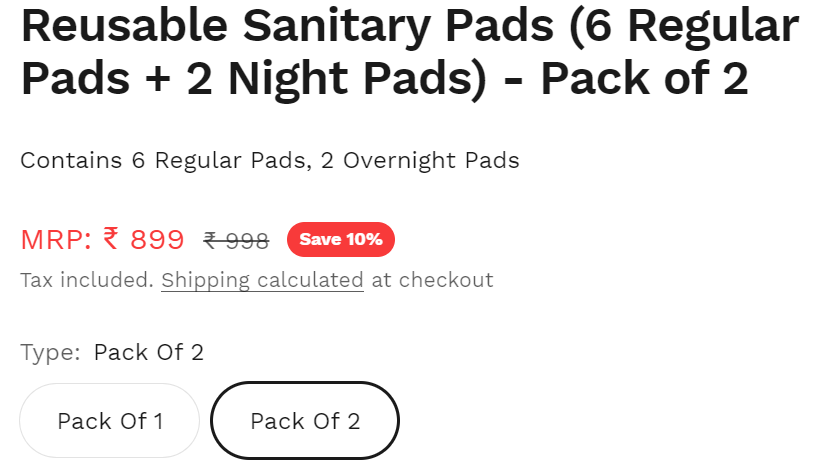 Reusable Sanitary Pads (6 Regular
Pads + 2 Night Pads) - Pack of 2
Contains 6 Regular Pads, 2 Overnight Pads
MRP: ₹ 899 ₹ 998 Save 10%
Tax included. Shipping calculated at checkout
Type: Pack Of 2
Pack Of 1 Pack Of 2